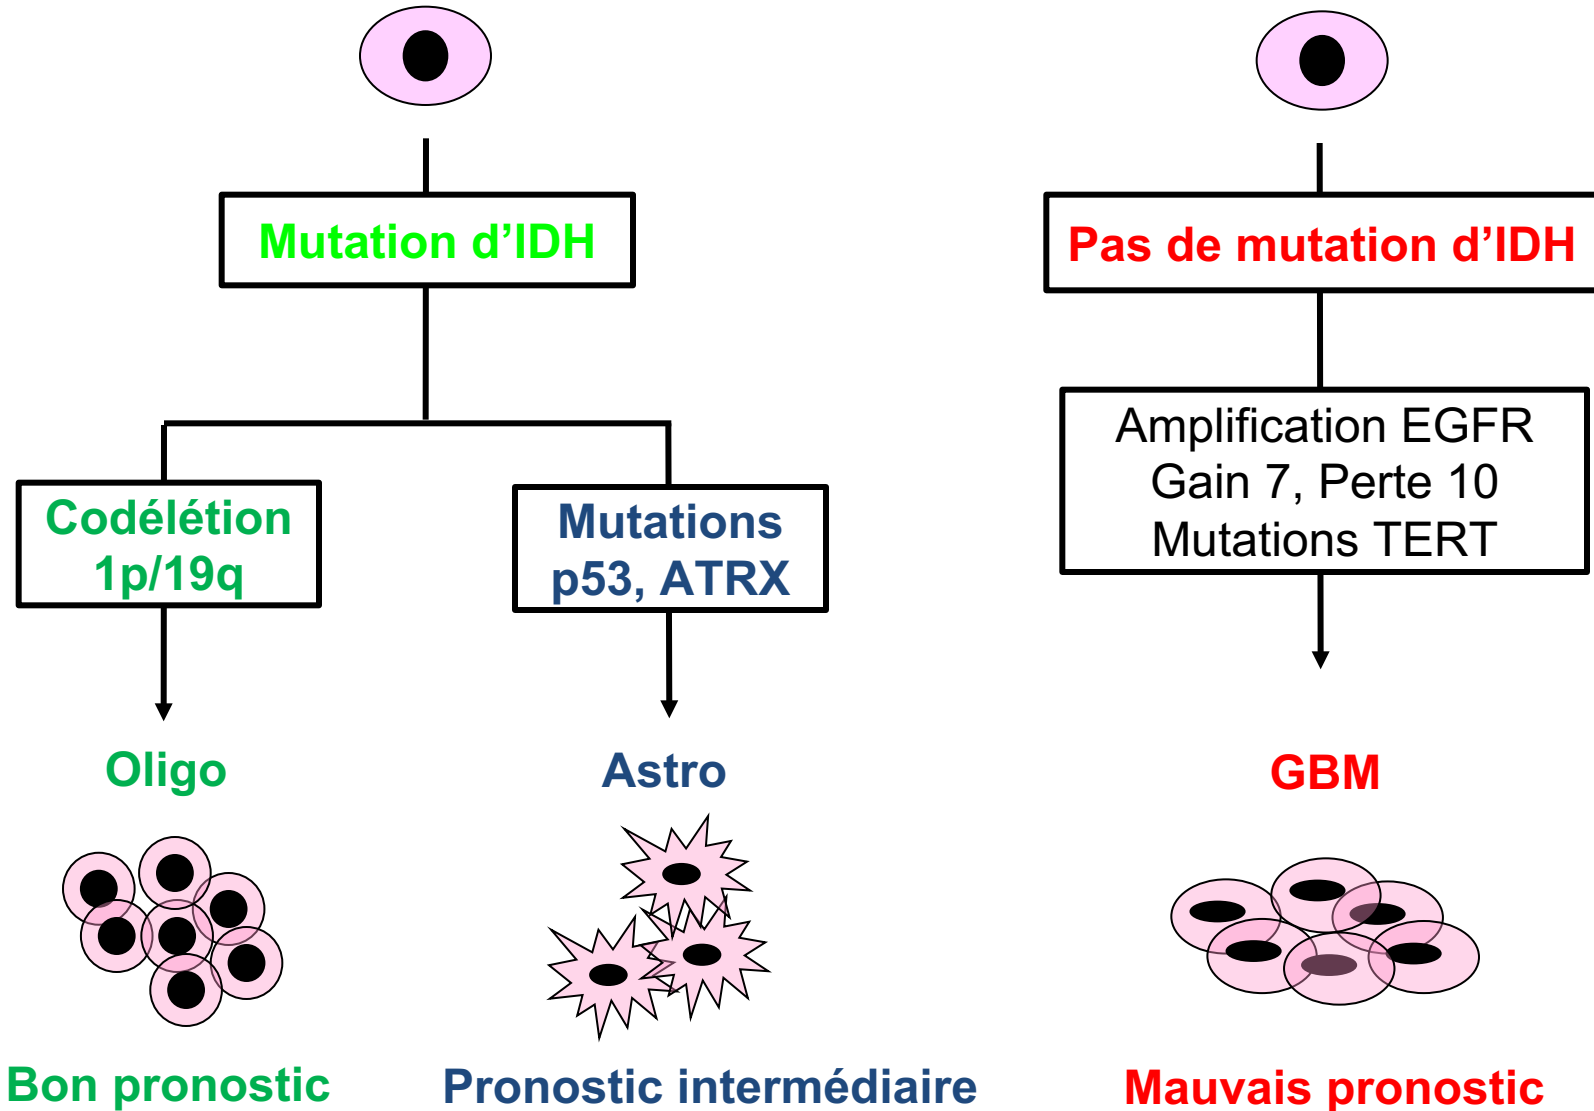 Mutation d’IDH
Pas de mutation d’IDH
Codélétion
1p/19q
Mutations
p53, ATRX
Amplification EGFR
Gain 7, Perte 10
Mutations TERT
Oligo
Astro
GBM
Bon pronostic
Pronostic intermédiaire
Mauvais pronostic